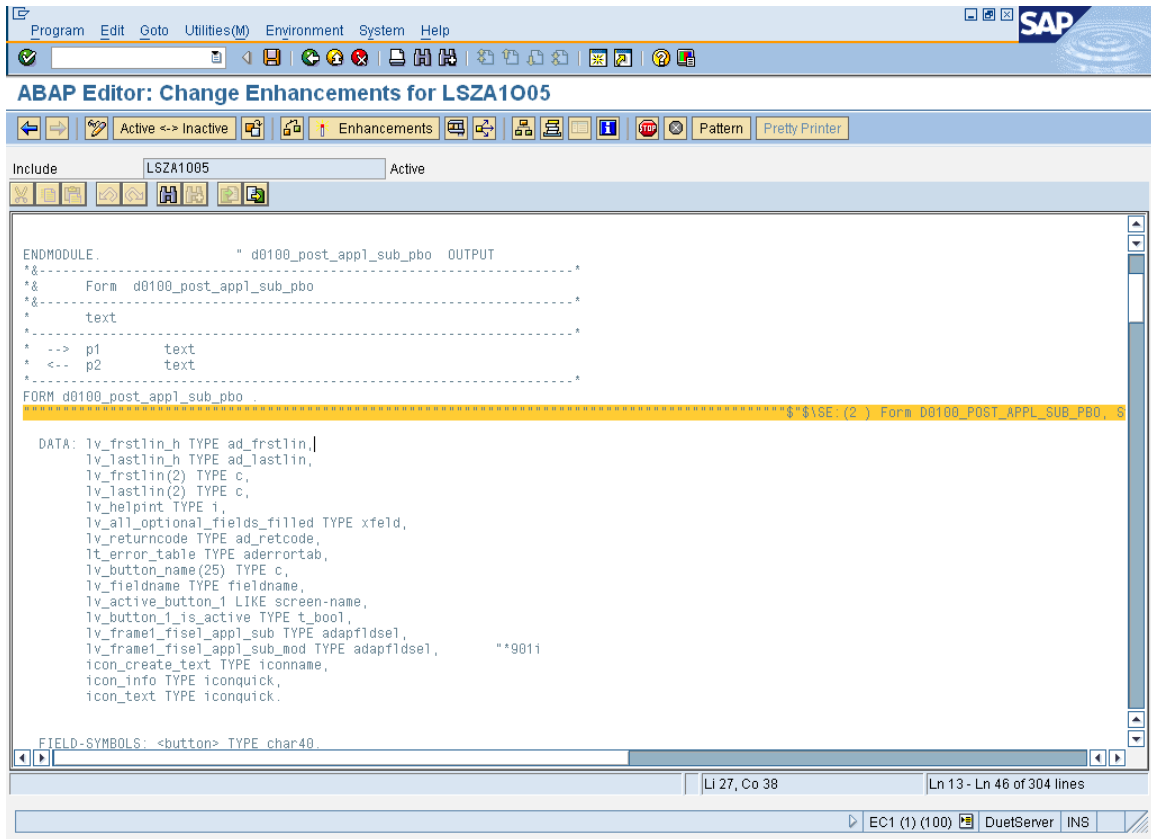 Program Edit Goto Utilities(M) Environment System Help
SAP
ABAP Editor: Change Enhancements for LSZA1O05
Active <-> Inactive Enhancements STOP Pattern Pretty Printer
Include LSZA1O05 Active
ENDMODULE. " d0100_post_appl_sub_pbo OUTPUT
*&---------------------------------------------------------------------*
*& Form d0100_post_appl_sub_pbo
*&---------------------------------------------------------------------*
* text
*----------------------------------------------------------------------*
* --> p1 text
* <-- p2 text
*----------------------------------------------------------------------*
FORM d0100_post_appl_sub_pbo .
""""""""""""""""""""""""""""""""""""""""""""""""""""""""""""""""""""""""""""""""""""""""""""""""""$"$\SE:(2 ) Form D0100_POST_APPL_SUB_PBO, S
DATA: lv_frstlin_h TYPE ad_frstlin,
lv_lastlin_h TYPE ad_lastlin,
lv_frstlin(2) TYPE c,
lv_lastlin(2) TYPE c,
lv_helpint TYPE i,
lv_all_optional_fields_filled TYPE xfeld,
lv_returncode TYPE ad_retcode,
lt_error_table TYPE aderrortab,
lv_button_name(25) TYPE c,
lv_fieldname TYPE fieldname,
lv_active_button_1 LIKE screen-name,
lv_button_1_is_active TYPE t_bool,
lv_frame1_fisel_appl_sub TYPE adapfldsel,
lv_frame1_fisel_appl_sub_mod TYPE adapfldsel, "*901i
icon_create_text TYPE iconname,
icon_info TYPE iconquick,
icon_text TYPE iconquick.
FIELD-SYMBOLS: <button> TYPE char40.
Li 27, Co 38 Ln 13 - Ln 46 of 304 lines
EC1 (1) (100) DuetServer INS